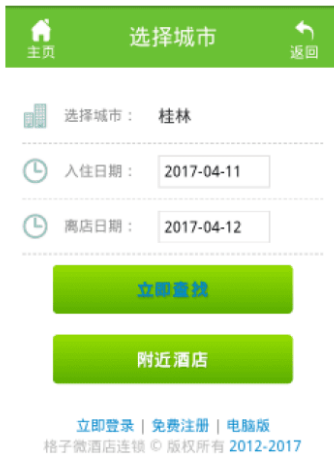 主页 选择城市 返回
选择城市： 桂林
入住日期： 2017-04-11
离店日期： 2017-04-12
立即查找
附近酒店
立即登录 | 免费注册 | 电脑版
格子微酒店连锁 © 版权所有 2012-2017